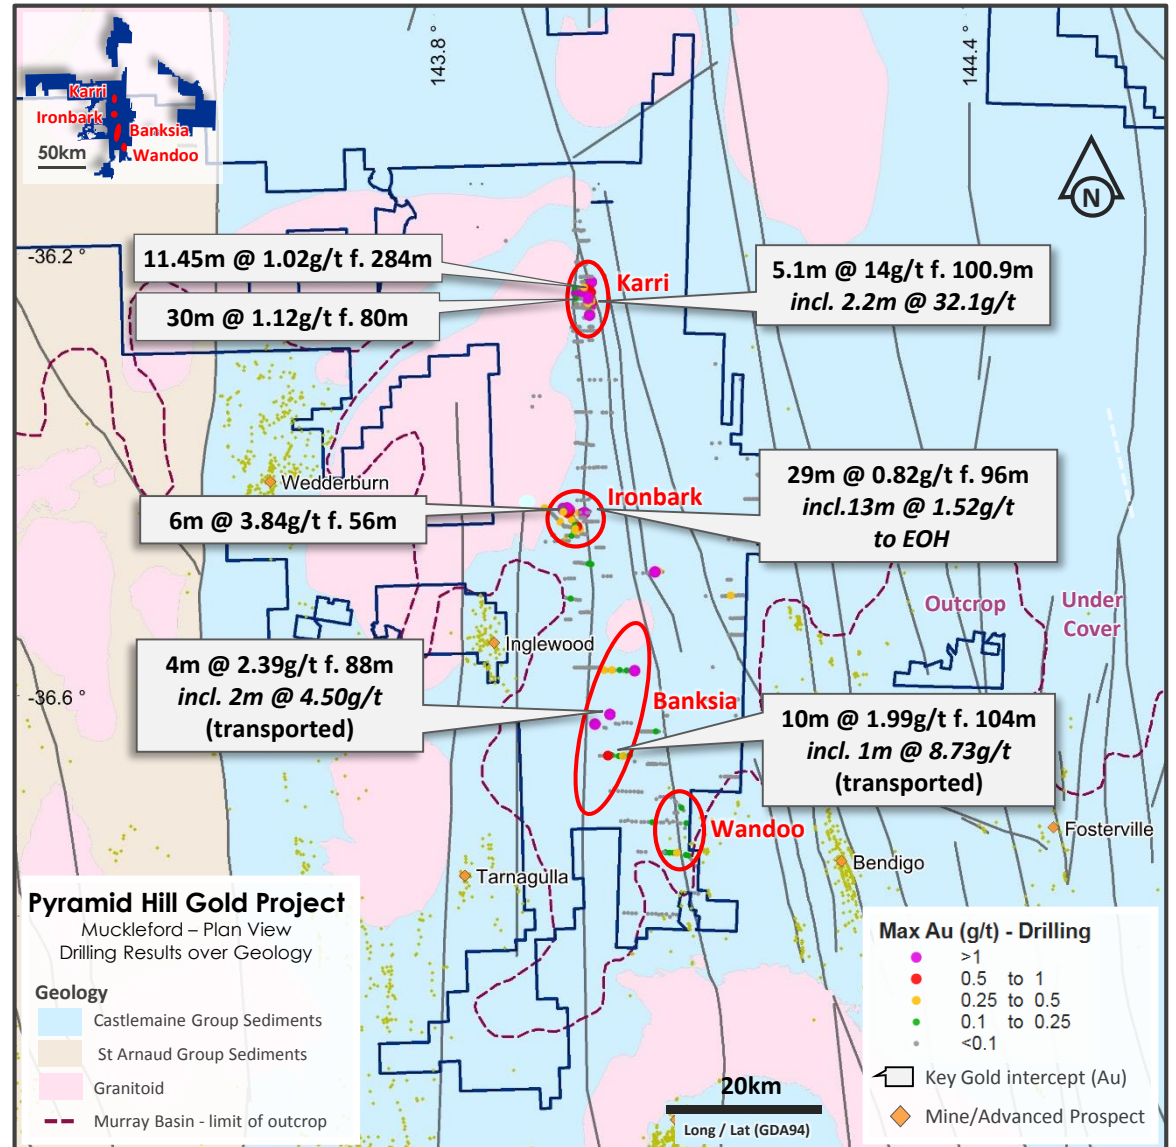 Karri
Ironbark
Banksia
Wandoo
50km
143.8 °
144.4 °
N
-36.2 °
11.45m @ 1.02g/t f. 284m
30m @ 1.12g/t f. 80m
Karri
5.1m @ 14g/t f. 100.9m
incl. 2.2m @ 32.1g/t
Wedderburn
6m @ 3.84g/t f. 56m
Ironbark
29m @ 0.82g/t f. 96m
incl.13m @ 1.52g/t
to EOH
Outcrop
Under
Cover
Inglewood
-36.6 °
4m @ 2.39g/t f. 88m
incl. 2m @ 4.50g/t
(transported)
Banksia
10m @ 1.99g/t f. 104m
incl. 1m @ 8.73g/t
(transported)
Wandoo
Fosterville
Bendigo
Tarnagulla
Pyramid Hill Gold Project
Muckleford – Plan View
Drilling Results over Geology
Geology
Castlemaine Group Sediments
St Arnaud Group Sediments
Granitoid
Murray Basin - limit of outcrop
20km
Long / Lat (GDA94)
Max Au (g/t) - Drilling
>1
0.5 to 1
0.25 to 0.5
0.1 to 0.25
<0.1
Key Gold intercept (Au)
Mine/Advanced Prospect